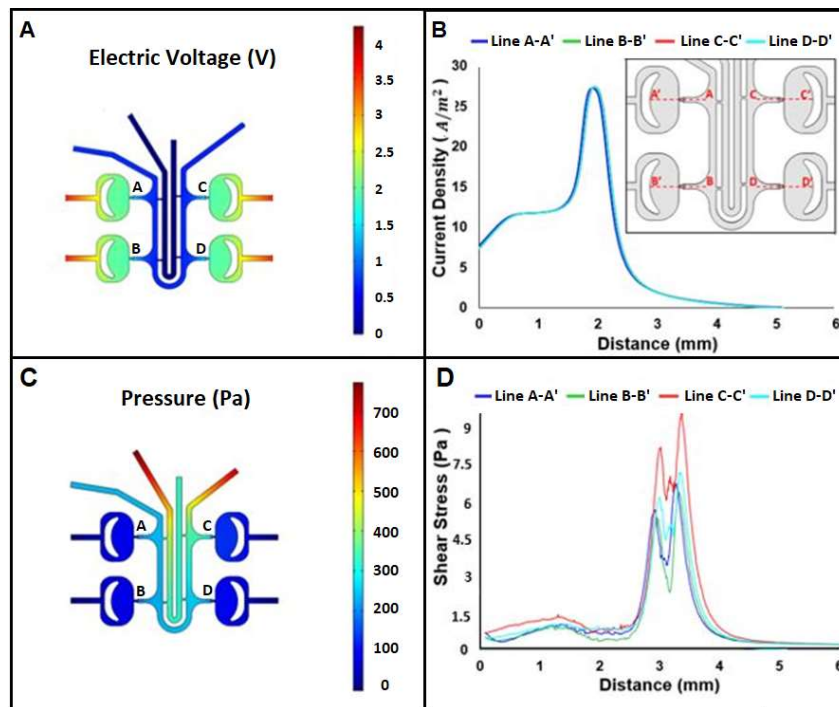 A
Electric Voltage (V)
A
C
B
D
4
3.5
3
2.5
2
1.5
1
0.5
0
B
Line A-A' Line B-B' Line C-C' Line D-D'
Current Density ( A/m²)
30
25
20
15
10
5
0
0 1 2 3 4 5 6
Distance (mm)
A' A C C'
B' B D D'
C
Pressure (Pa)
A
C
B
D
700
600
500
400
300
200
100
0
D
Line A-A' Line B-B' Line C-C' Line D-D'
Shear Stress (Pa )
9
7.5
6
4.5
3
1.5
0
0 1 2 3 4 5 6
Distance (mm)